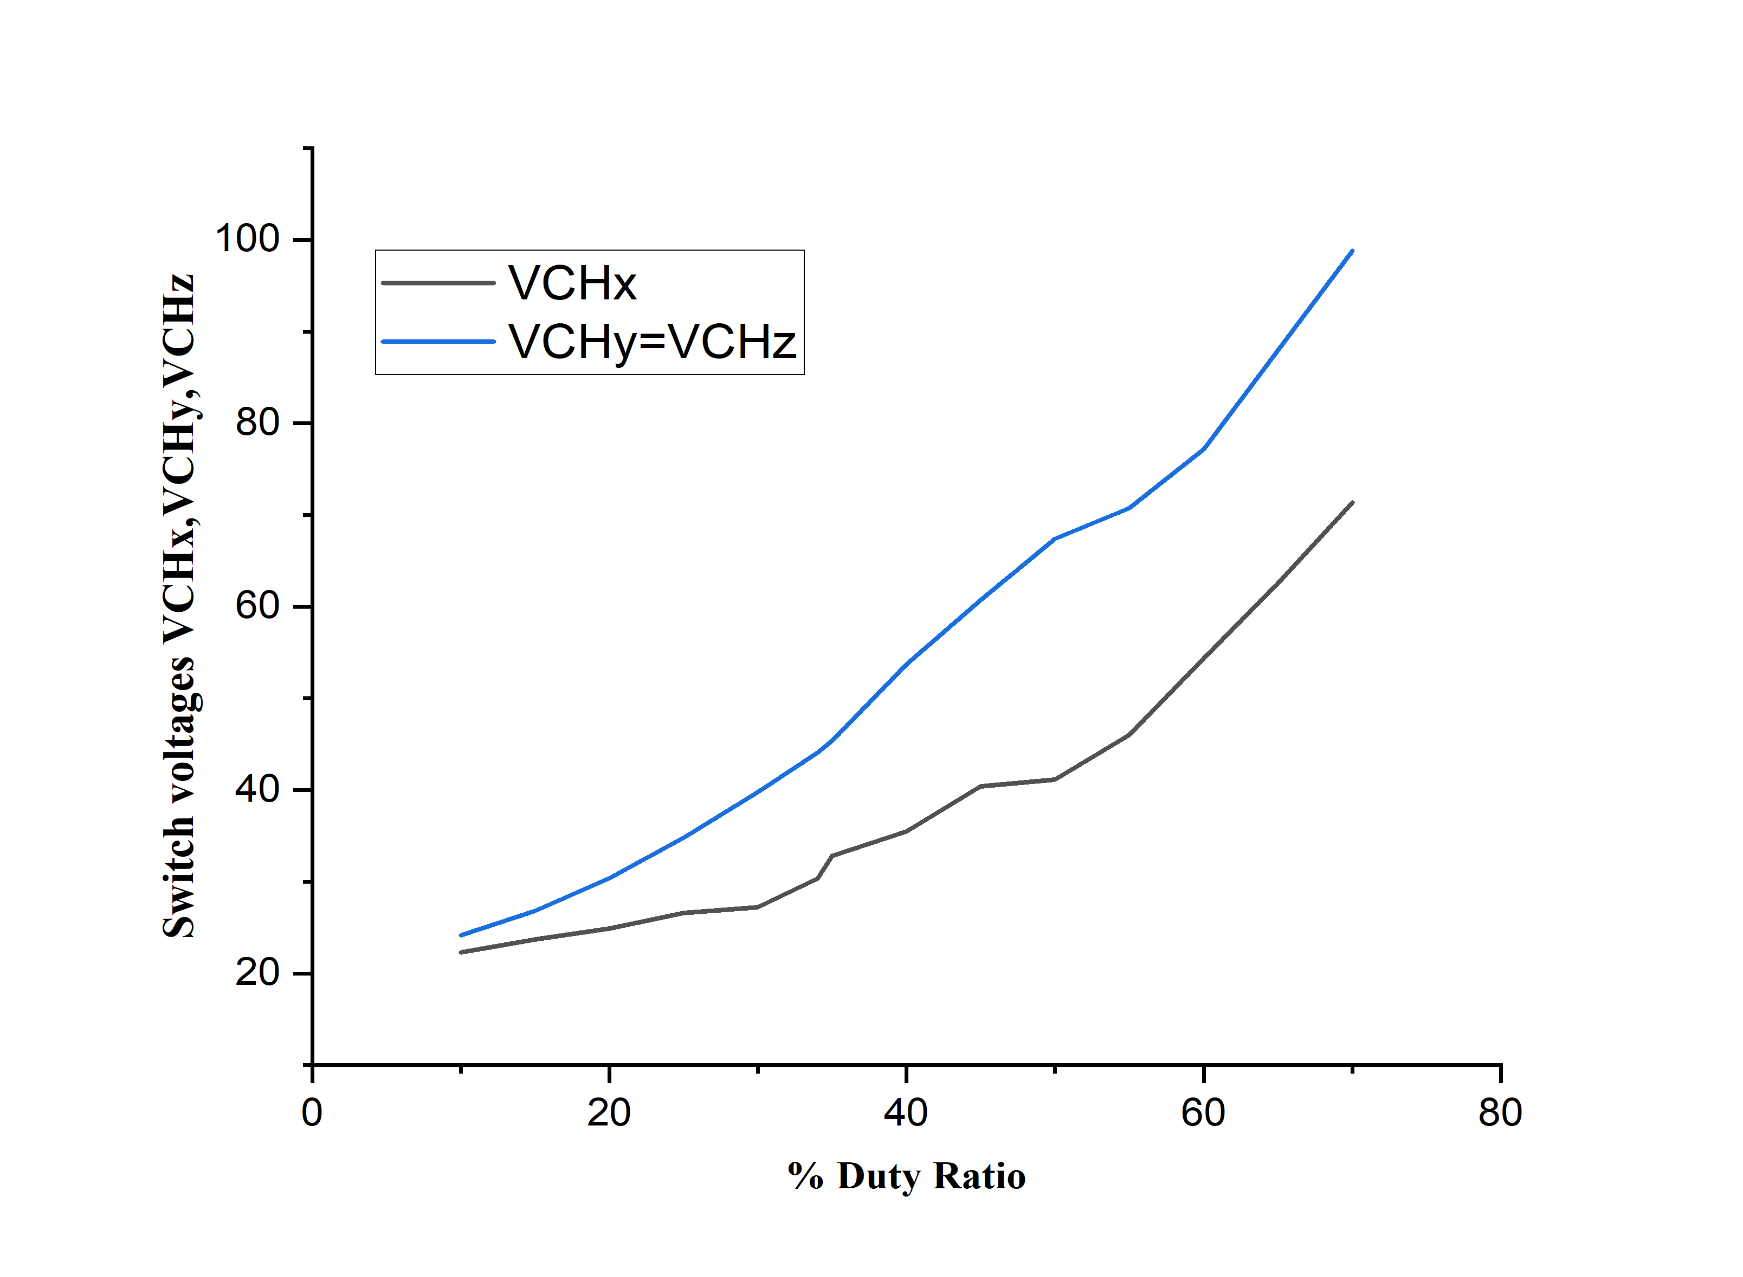 100
80
60
40
20
0
20
40
60
80
VCHx
VCHy=VCHz
Switch voltages VCHx,VCHy,VCHz
% Duty Ratio